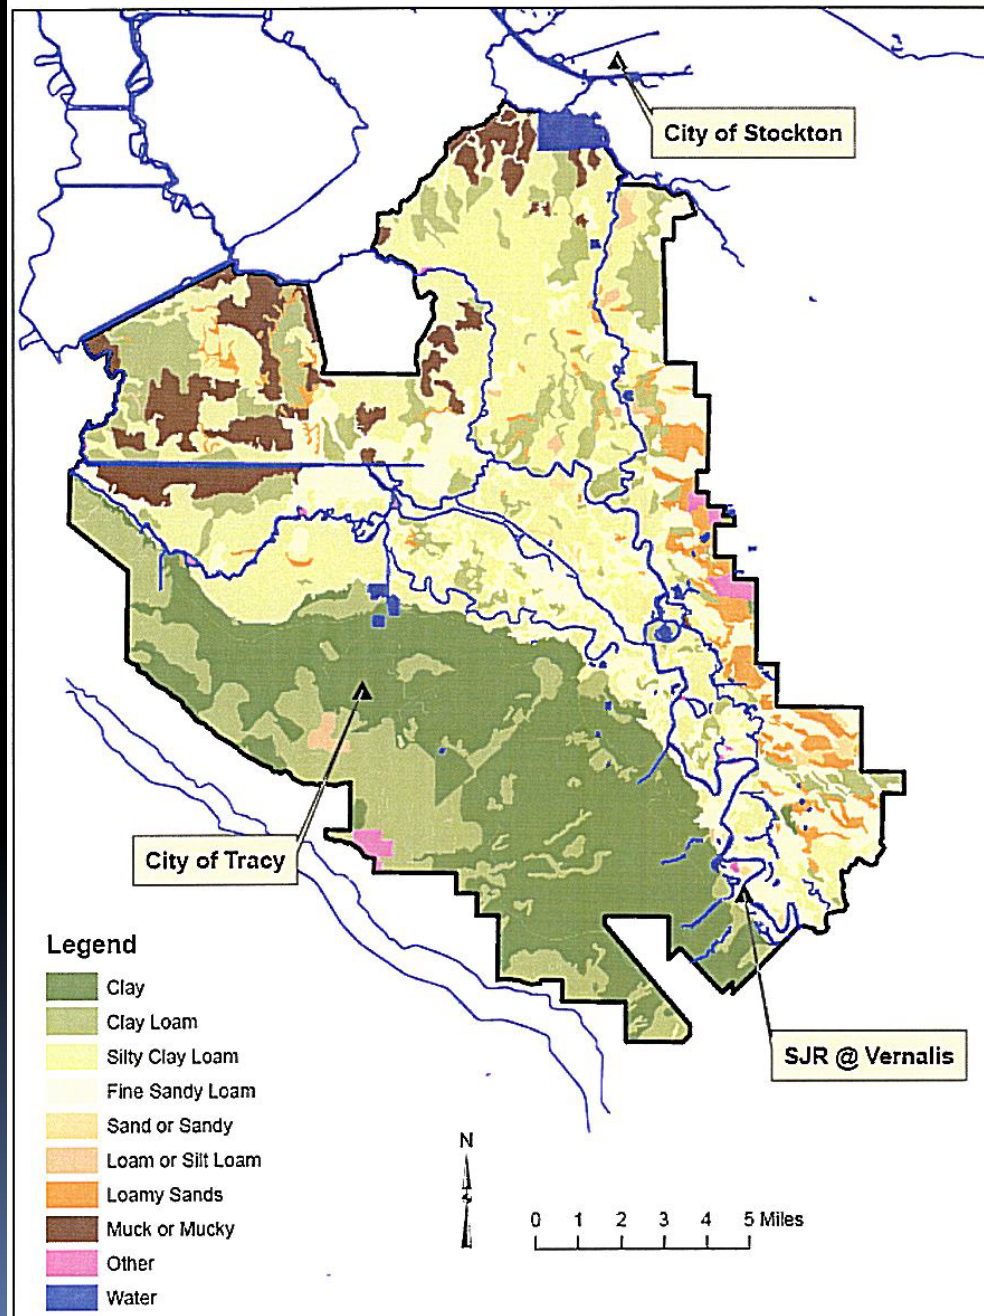 City of Stockton
City of Tracy
SJR @ Vernalis
Legend
Clay
Clay Loam
Silty Clay Loam
Fine Sandy Loam
Sand or Sandy
Loam or Silt Loam
Loamy Sands
Muck or Mucky
Other
Water
N
0 1 2 3 4 5 Miles